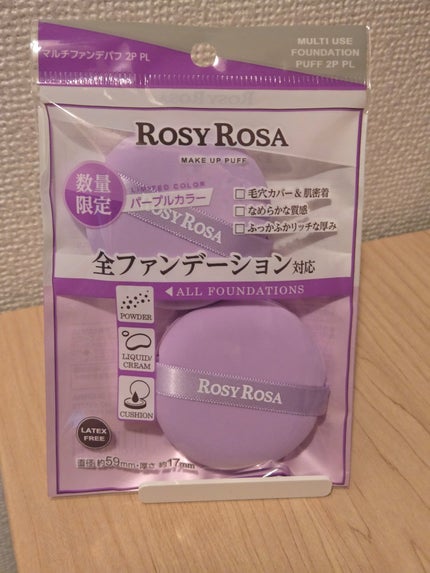 マルチファンデパフ 2P PL
MULTI USE
FOUNDATION
PUFF 2P PL
ROSY ROSA
MAKE UP PUFF
数量
限定
LIMITED COLOR
パープルカラー
毛穴カバー&肌密着
なめらかな質感
ふっかふかリッチな厚み
ROSY ROSA
全ファンデーション対応
ALL FOUNDATIONS
POWDER
LIQUID/
CREAM
CUSHION
ROSY ROSA
LATEX
FREE
直径 約59mm・厚さ 約17mm